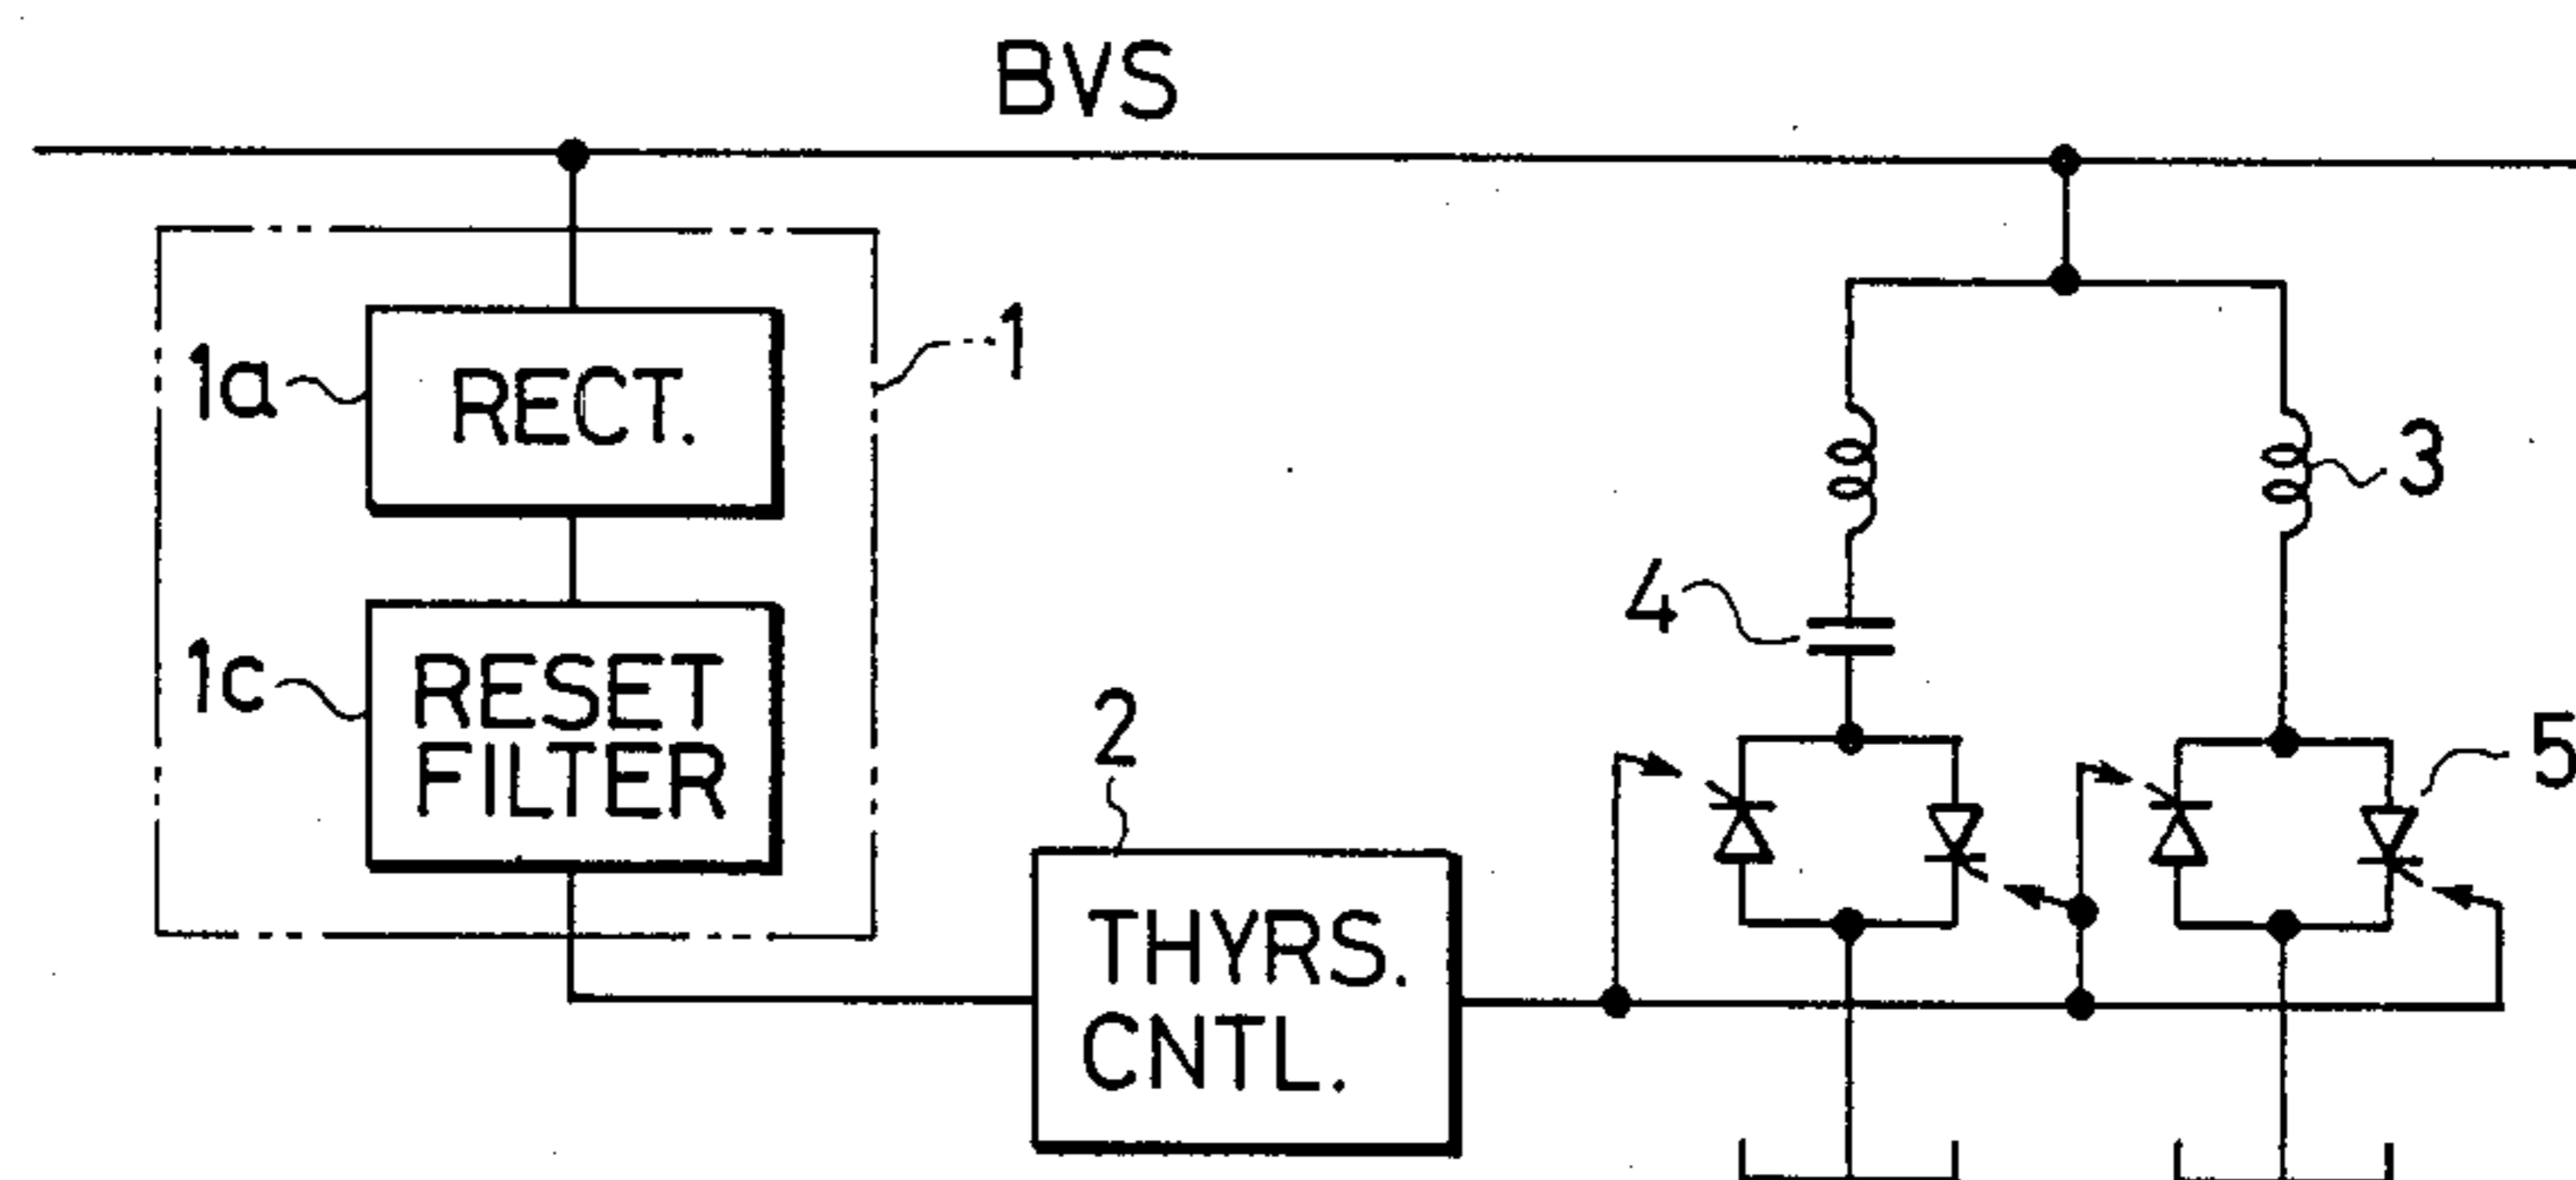 BVS
1
1a
RECT.
3
4
1c
RESET
FILTER
2
5
THYRS.
CNTL.